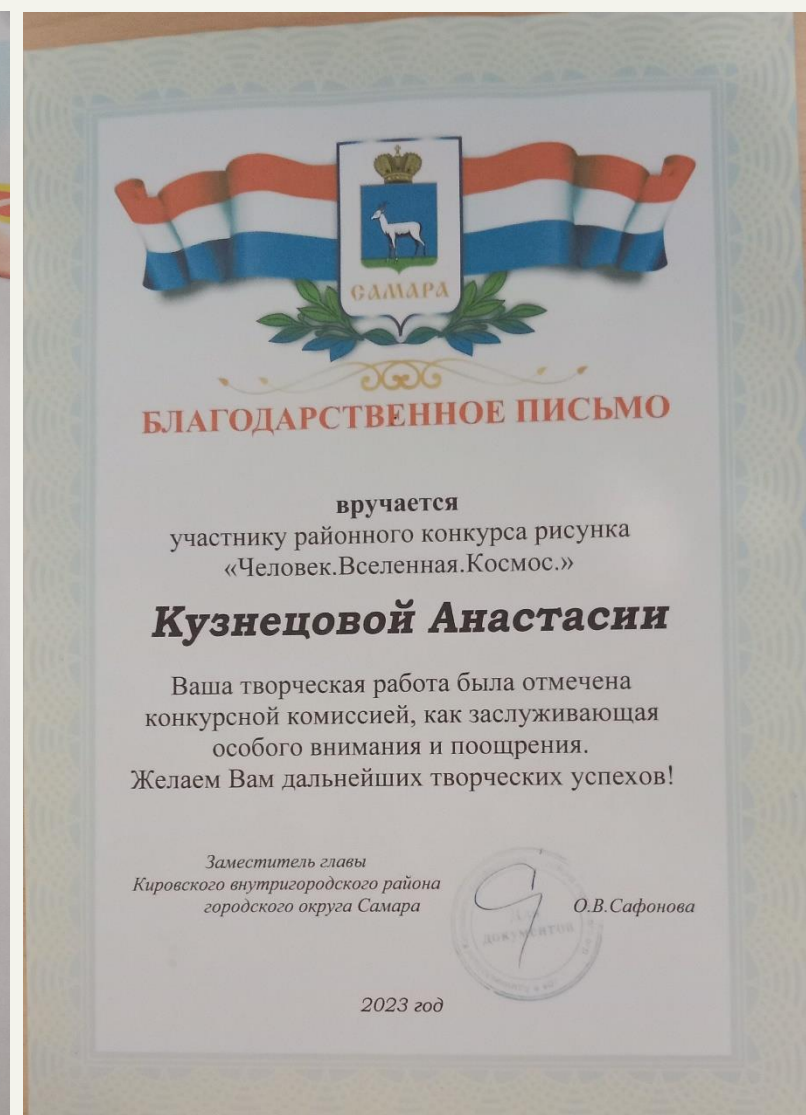 САМАРА
БЛАГОДАРСТВЕННОЕ ПИСЬМО
вручается
участнику районного конкурса рисунка
«Человек.Вселенная.Космос.»
Кузнецовой Анастасии
Ваша творческая работа была отмечена
конкурсной комиссией, как заслуживающая
особого внимания и поощрения.
Желаем Вам дальнейших творческих успехов!
Заместитель главы
Кировского внутригородского района
городского округа Самара
О.В.Сафонова
Для
документов
2023 год